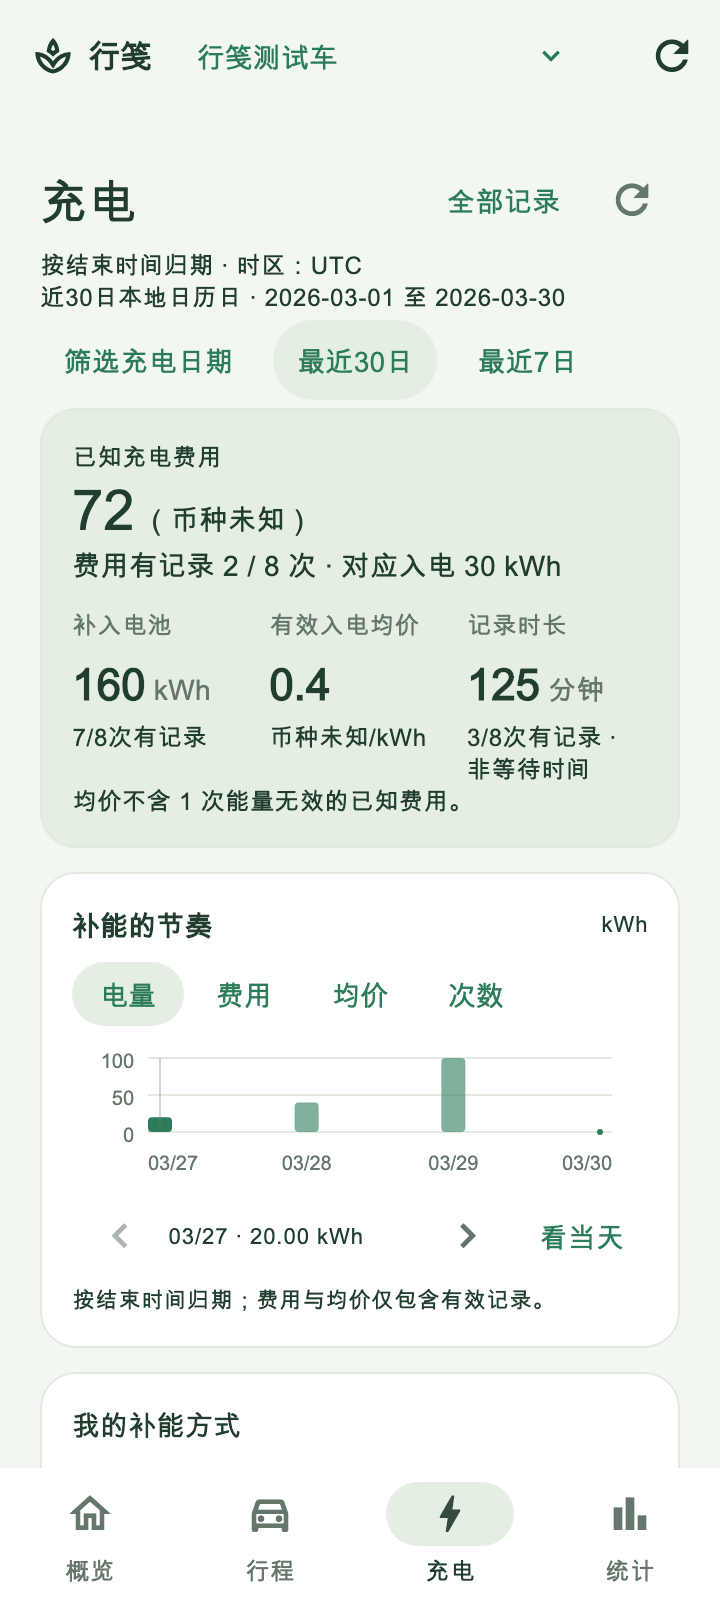 行笺 行笺测试车
充电 全部记录
按结束时间归期 · 时区：UTC
近30日本地日历日 · 2026-03-01 至 2026-03-30
筛选充电日期 最近30日 最近7日
已知充电费用
72（币种未知）
费用有记录 2 / 8 次 · 对应入电 30 kWh
补入电池 有效入电均价 记录时长
160 kWh 0.4 125 分钟
7/8次有记录 币种未知/kWh 3/8次有记录 ·
非等待时间
均价不含 1 次能量无效的已知费用。
补能的节奏 kWh
电量 费用 均价 次数
100
50
0
03/27 03/28 03/29 03/30
03/27 · 20.00 kWh 看当天
按结束时间归期；费用与均价仅包含有效记录。
我的补能方式
概览 行程 充电 统计